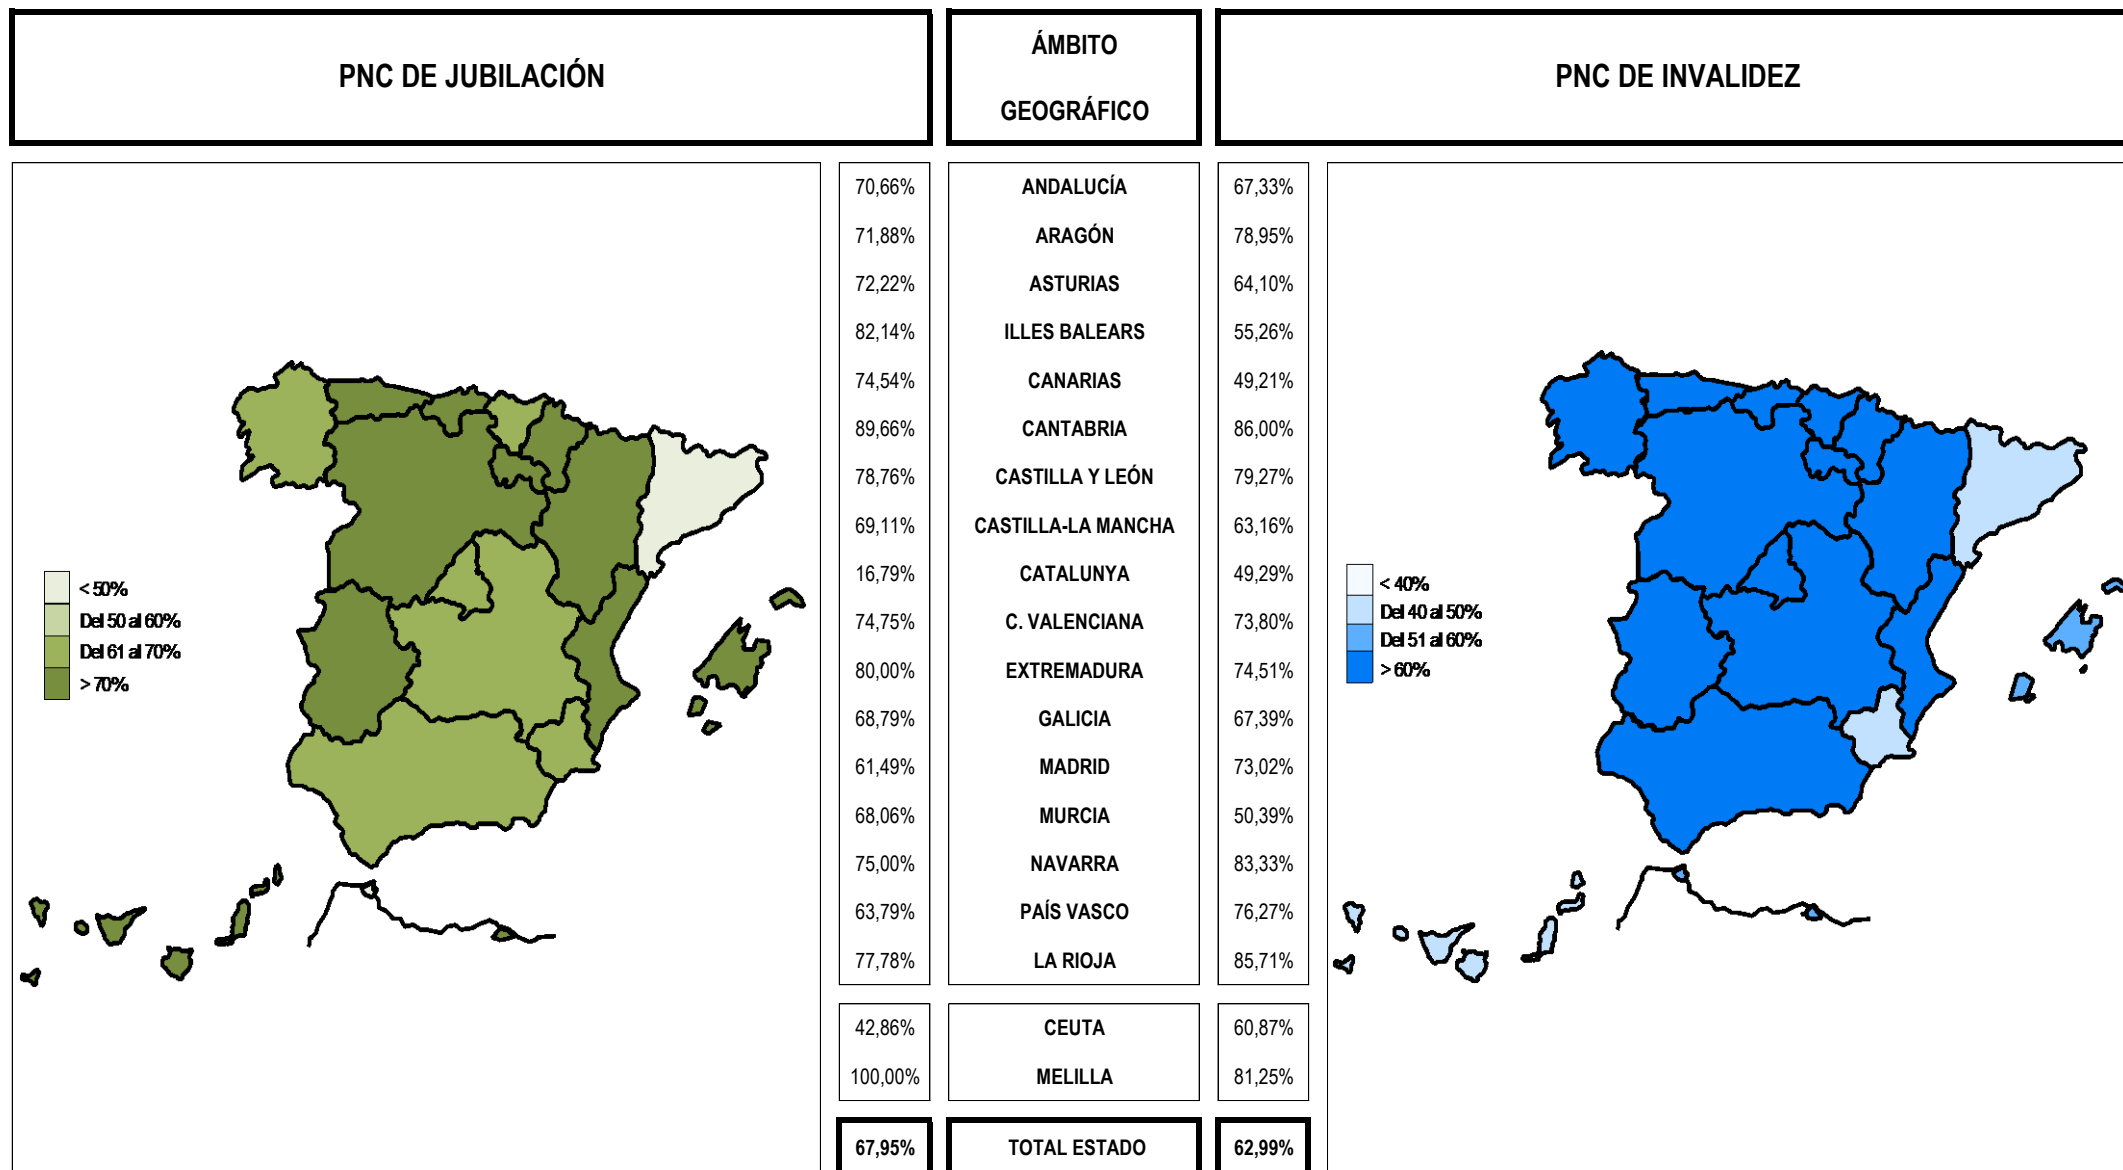 PNC DE JUBILACIÓN
ÁMBITO
GEOGRÁFICO
PNC DE INVALIDEZ
70,66% ANDALUCÍA 67,33%
71,88% ARAGÓN 78,95%
72,22% ASTURIAS 64,10%
82,14% ILLES BALEARS 55,26%
74,54% CANARIAS 49,21%
89,66% CANTABRIA 86,00%
78,76% CASTILLA Y LEÓN 79,27%
69,11% CASTILLA-LA MANCHA 63,16%
16,79% CATALUNYA 49,29%
74,75% C. VALENCIANA 73,80%
80,00% EXTREMADURA 74,51%
68,79% GALICIA 67,39%
61,49% MADRID 73,02%
68,06% MURCIA 50,39%
75,00% NAVARRA 83,33%
63,79% PAÍS VASCO 76,27%
77,78% LA RIOJA 85,71%
42,86% CEUTA 60,87%
100,00% MELILLA 81,25%
67,95% TOTAL ESTADO 62,99%
< 50%
Del 50 al 60%
Del 61 al 70%
> 70%
< 40%
Del 40 al 50%
Del 51 al 60%
> 60%